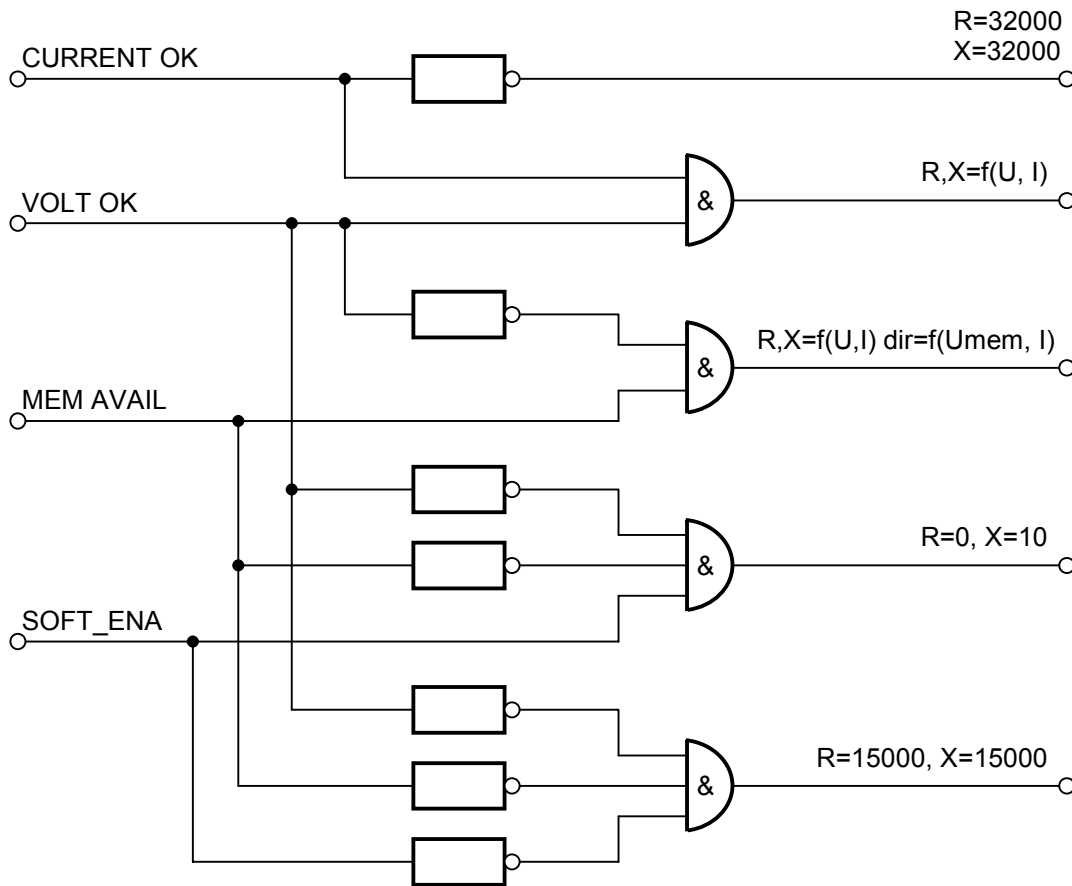 R=32000
X=32000
CURRENT OK
R,X=f(U, I)
&
VOLT OK
R,X=f(U,I) dir=f(Umem, I)
&
MEM AVAIL
R=0, X=10
&
SOFT_ENA
R=15000, X=15000
&